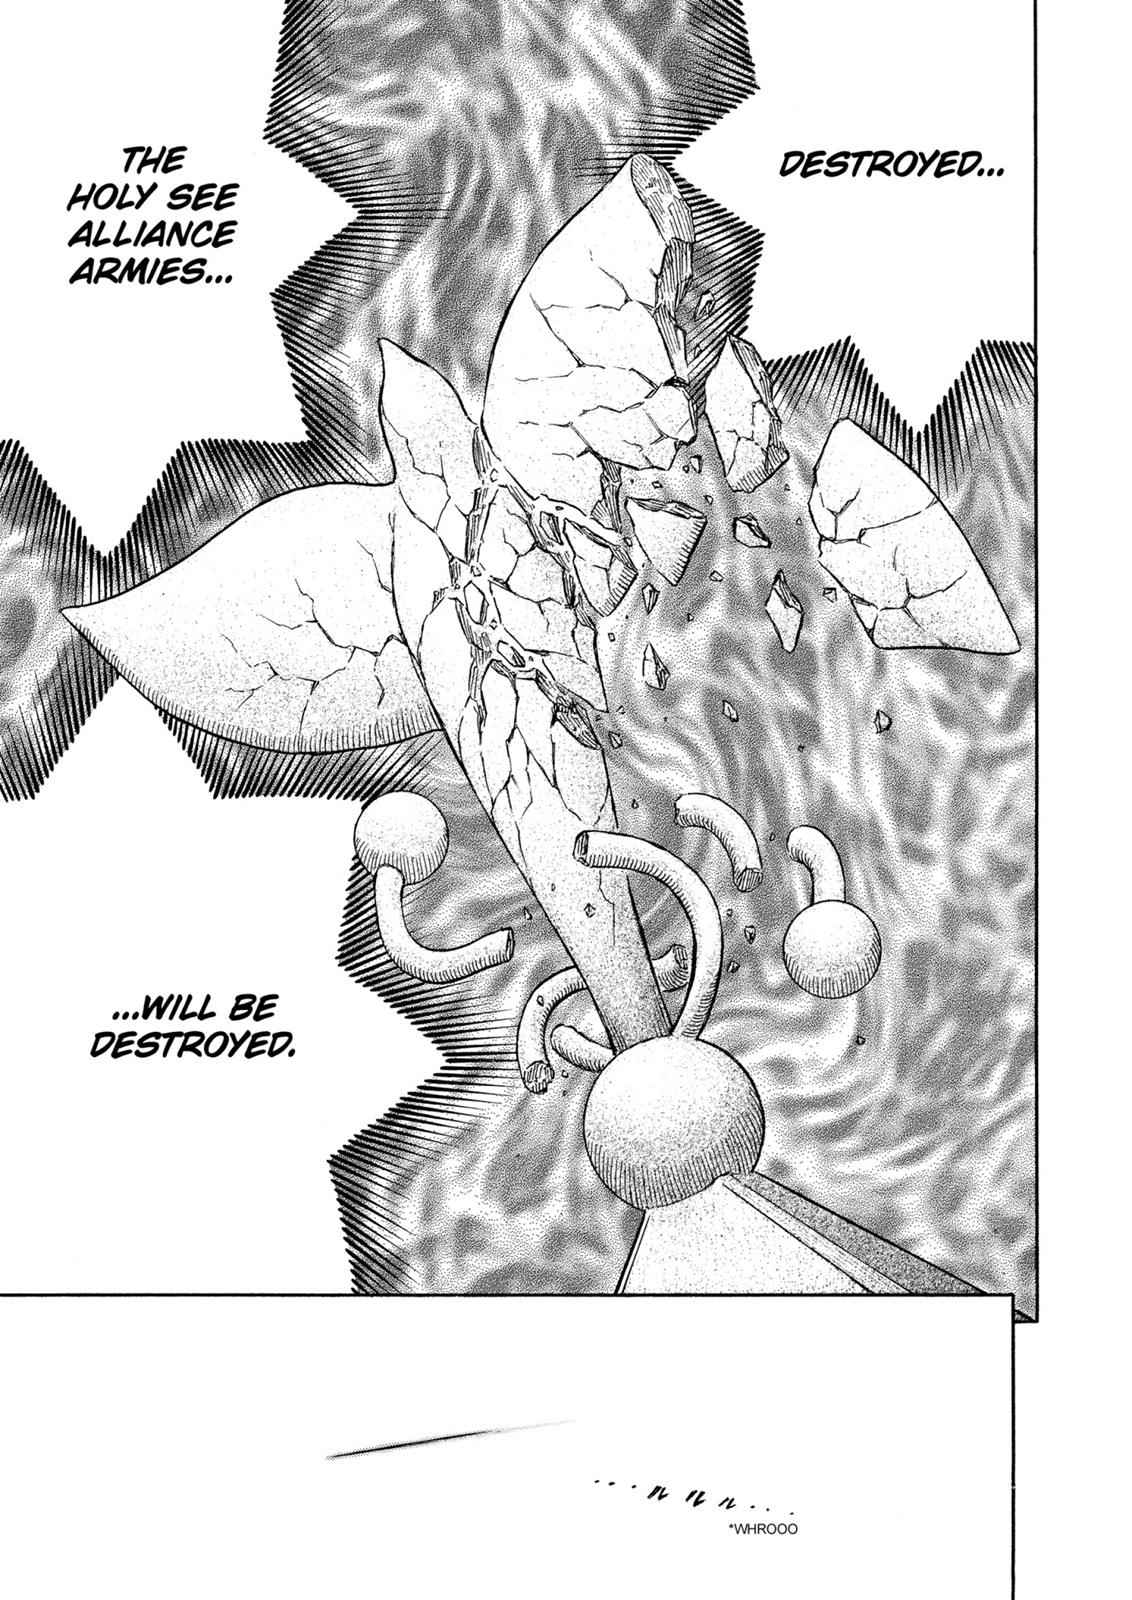 DESTROYED...
THE
HOLY SEE
ALLIANCE
ARMIES...
...WILL BE
DESTROYED.
...ルルル...
*WHROOO